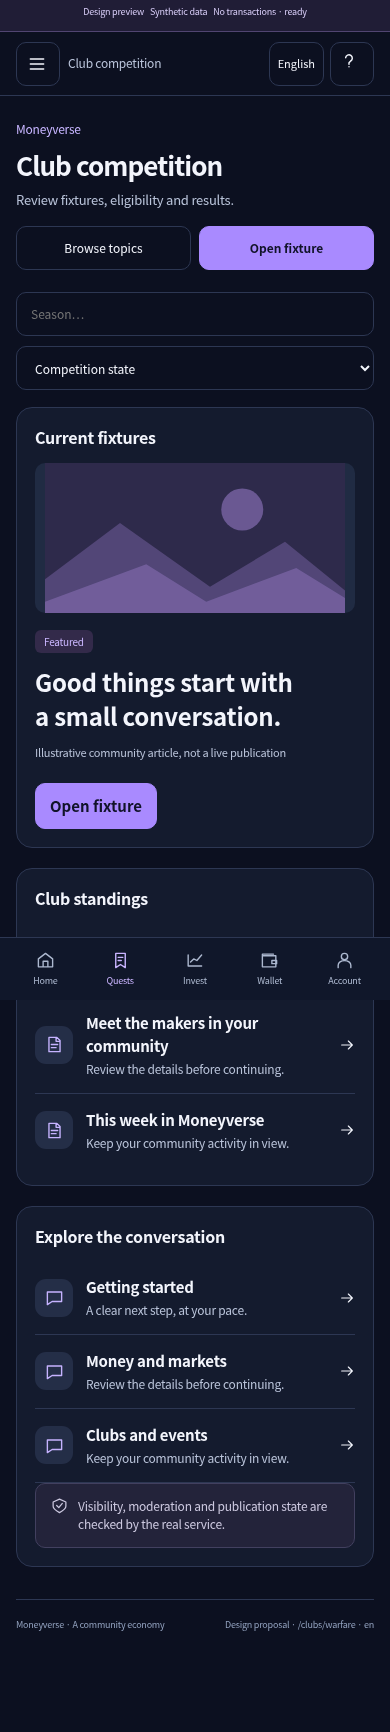 Design preview Synthetic data No transactions · ready
Club competition
English
?
Moneyverse
Club competition
Review fixtures, eligibility and results.
Browse topics
Open fixture
Season…
Competition state
Current fixtures
Featured
Good things start with
a small conversation.
Illustrative community article, not a live publication
Open fixture
Club standings
Home
Quests
Invest
Wallet
Account
Meet the makers in your
community
Review the details before continuing.
This week in Moneyverse
Keep your community activity in view.
Explore the conversation
Getting started
A clear next step, at your pace.
Money and markets
Review the details before continuing.
Clubs and events
Keep your community activity in view.
Visibility, moderation and publication state are
checked by the real service.
Moneyverse · A community economy
Design proposal · /clubs/warfare · en